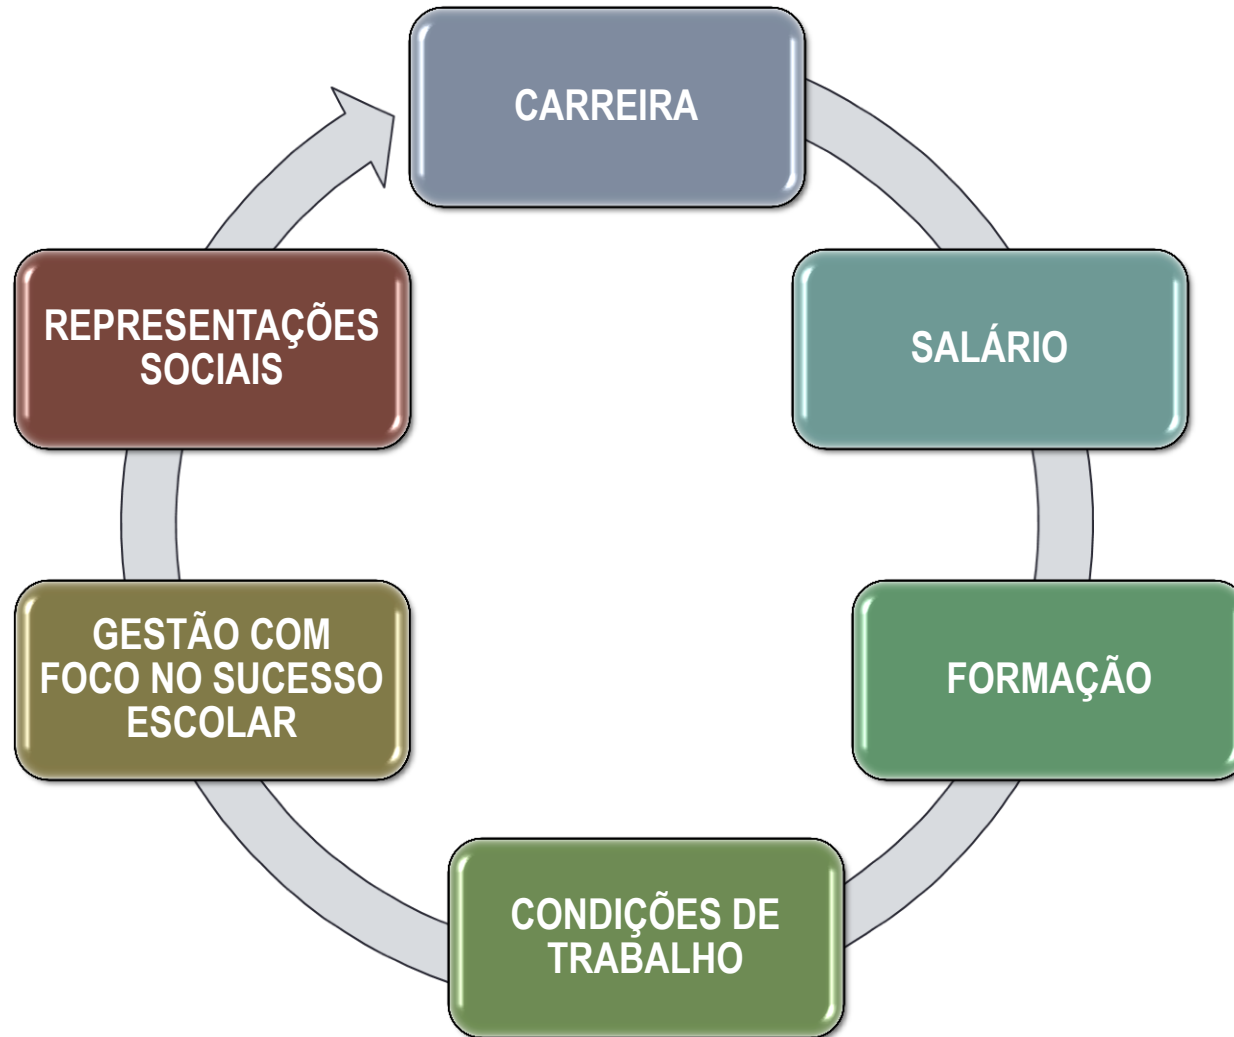 CARREIRA
SALÁRIO
FORMAÇÃO
CONDIÇÕES DE
TRABALHO
GESTÃO COM
FOCO NO SUCESSO
ESCOLAR
REPRESENTAÇÕES
SOCIAIS